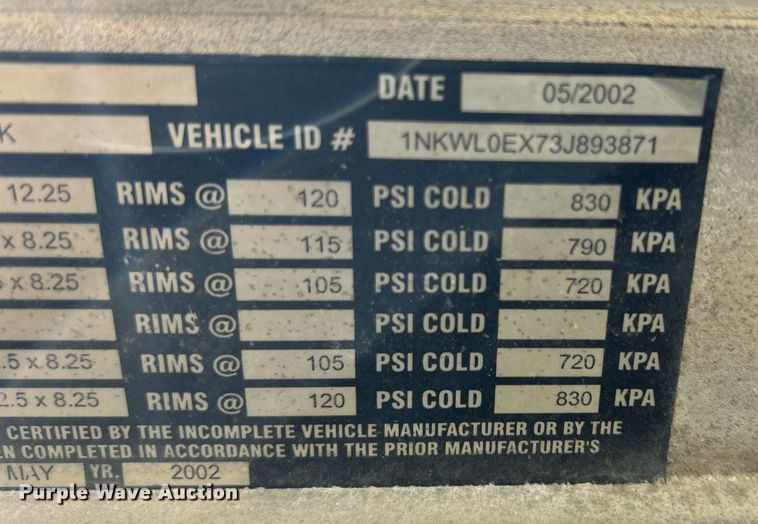 DATE 05/2002
K VEHICLE ID # 1NKWL0EX73J893871
12.25 RIMS @ 120 PSI COLD 830 KPA
x 8.25 RIMS @ 115 PSI COLD 790 KPA
x 8.25 RIMS @ 105 PSI COLD 720 KPA
RIMS @ PSI COLD KPA
.5 x 8.25 RIMS @ 105 PSI COLD 720 KPA
2.5 x 8.25 RIMS @ 120 PSI COLD 830 KPA
CERTIFIED BY THE INCOMPLETE VEHICLE MANUFACTURER OR BY THE
EN COMPLETED IN ACCORDANCE WITH THE PRIOR MANUFACTURER'S
MAY YR. 2002
Purple Wave Auction